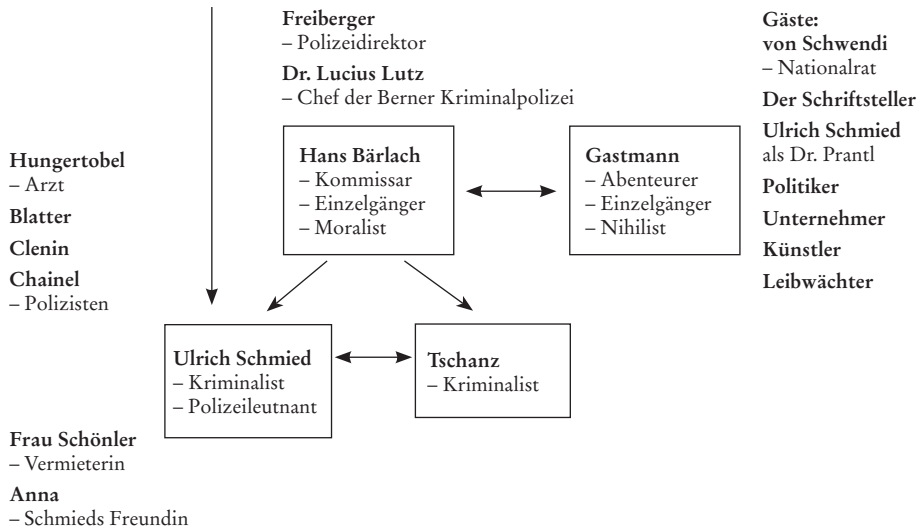 Freiberger
– Polizeidirektor
Dr. Lucius Lutz
– Chef der Berner Kriminalpolizei
Gäste:
von Schwendi
– Nationalrat
Der Schriftsteller
Ulrich Schmied
als Dr. Prantl
Politiker
Unternehmer
Künstler
Leibwächter
Hungertobel
– Arzt
Blatter
Clenin
Chainel
– Polizisten
Hans Bärlach
– Kommissar
– Einzelgänger
– Moralist
Gastmann
– Abenteurer
– Einzelgänger
– Nihilist
Ulrich Schmied
– Kriminalist
– Polizeileutnant
Tschanz
– Kriminalist
Frau Schönler
– Vermieterin
Anna
– Schmieds Freundin